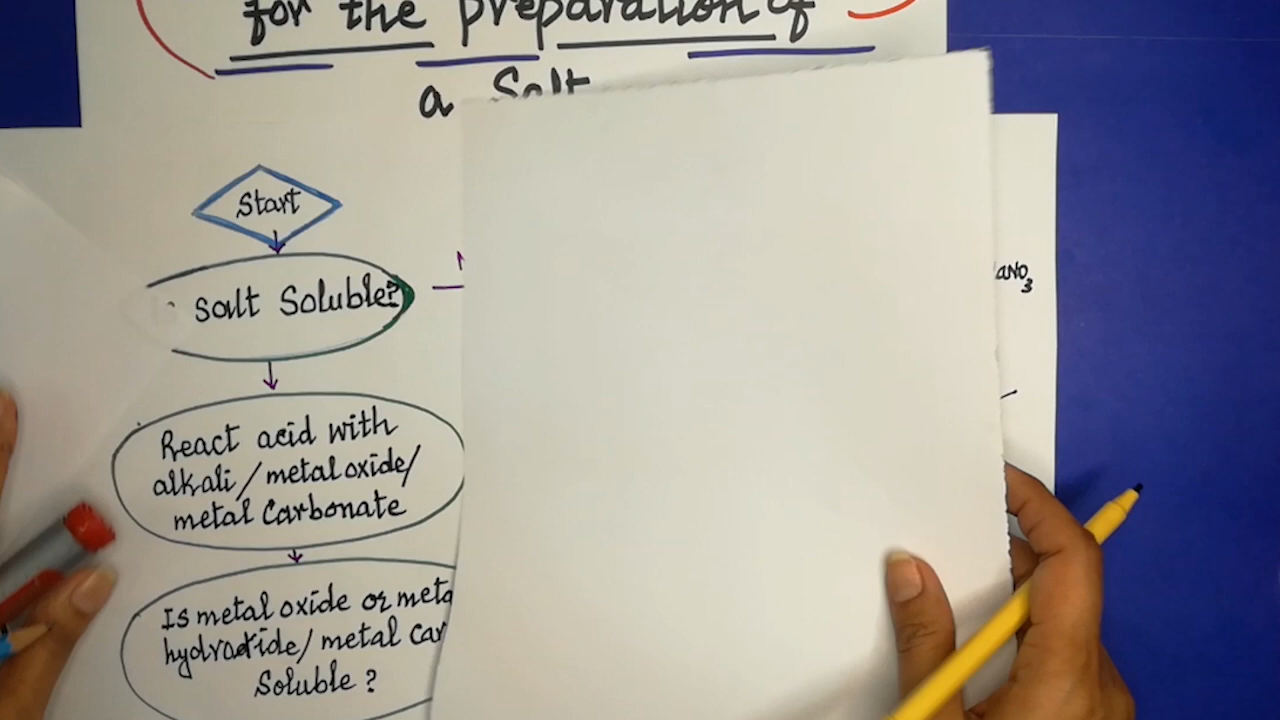 for the preparation of
a Salt
Start
salt Soluble?
React acid with
alkali/metal oxide/
metal Carbonate
Is metal oxide or meta
hydroxide/metal Car
Soluble?
aNO3